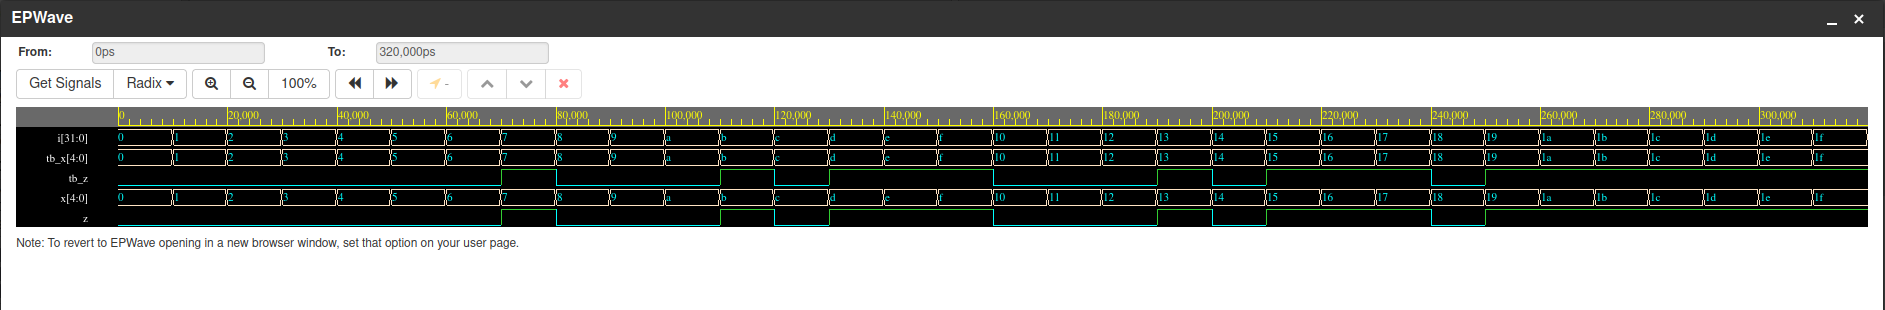 EPWave
From: 0ps To: 320,000ps
Get Signals Radix 100% -
0 20,000 40,000 60,000 80,000 100,000 120,000 140,000 160,000 180,000 200,000 220,000 240,000 260,000 280,000 300,000
i[31:0] 0 1 2 3 4 5 6 7 8 9 a b c d e f 10 11 12 13 14 15 16 17 18 19 1a 1b 1c 1d 1e 1f
tb_x[4:0] 0 1 2 3 4 5 6 7 8 9 a b c d e f 10 11 12 13 14 15 16 17 18 19 1a 1b 1c 1d 1e 1f
tb_z
x[4:0] 0 1 2 3 4 5 6 7 8 9 a b c d e f 10 11 12 13 14 15 16 17 18 19 1a 1b 1c 1d 1e 1f
z
Note: To revert to EPWave opening in a new browser window, set that option on your user page.